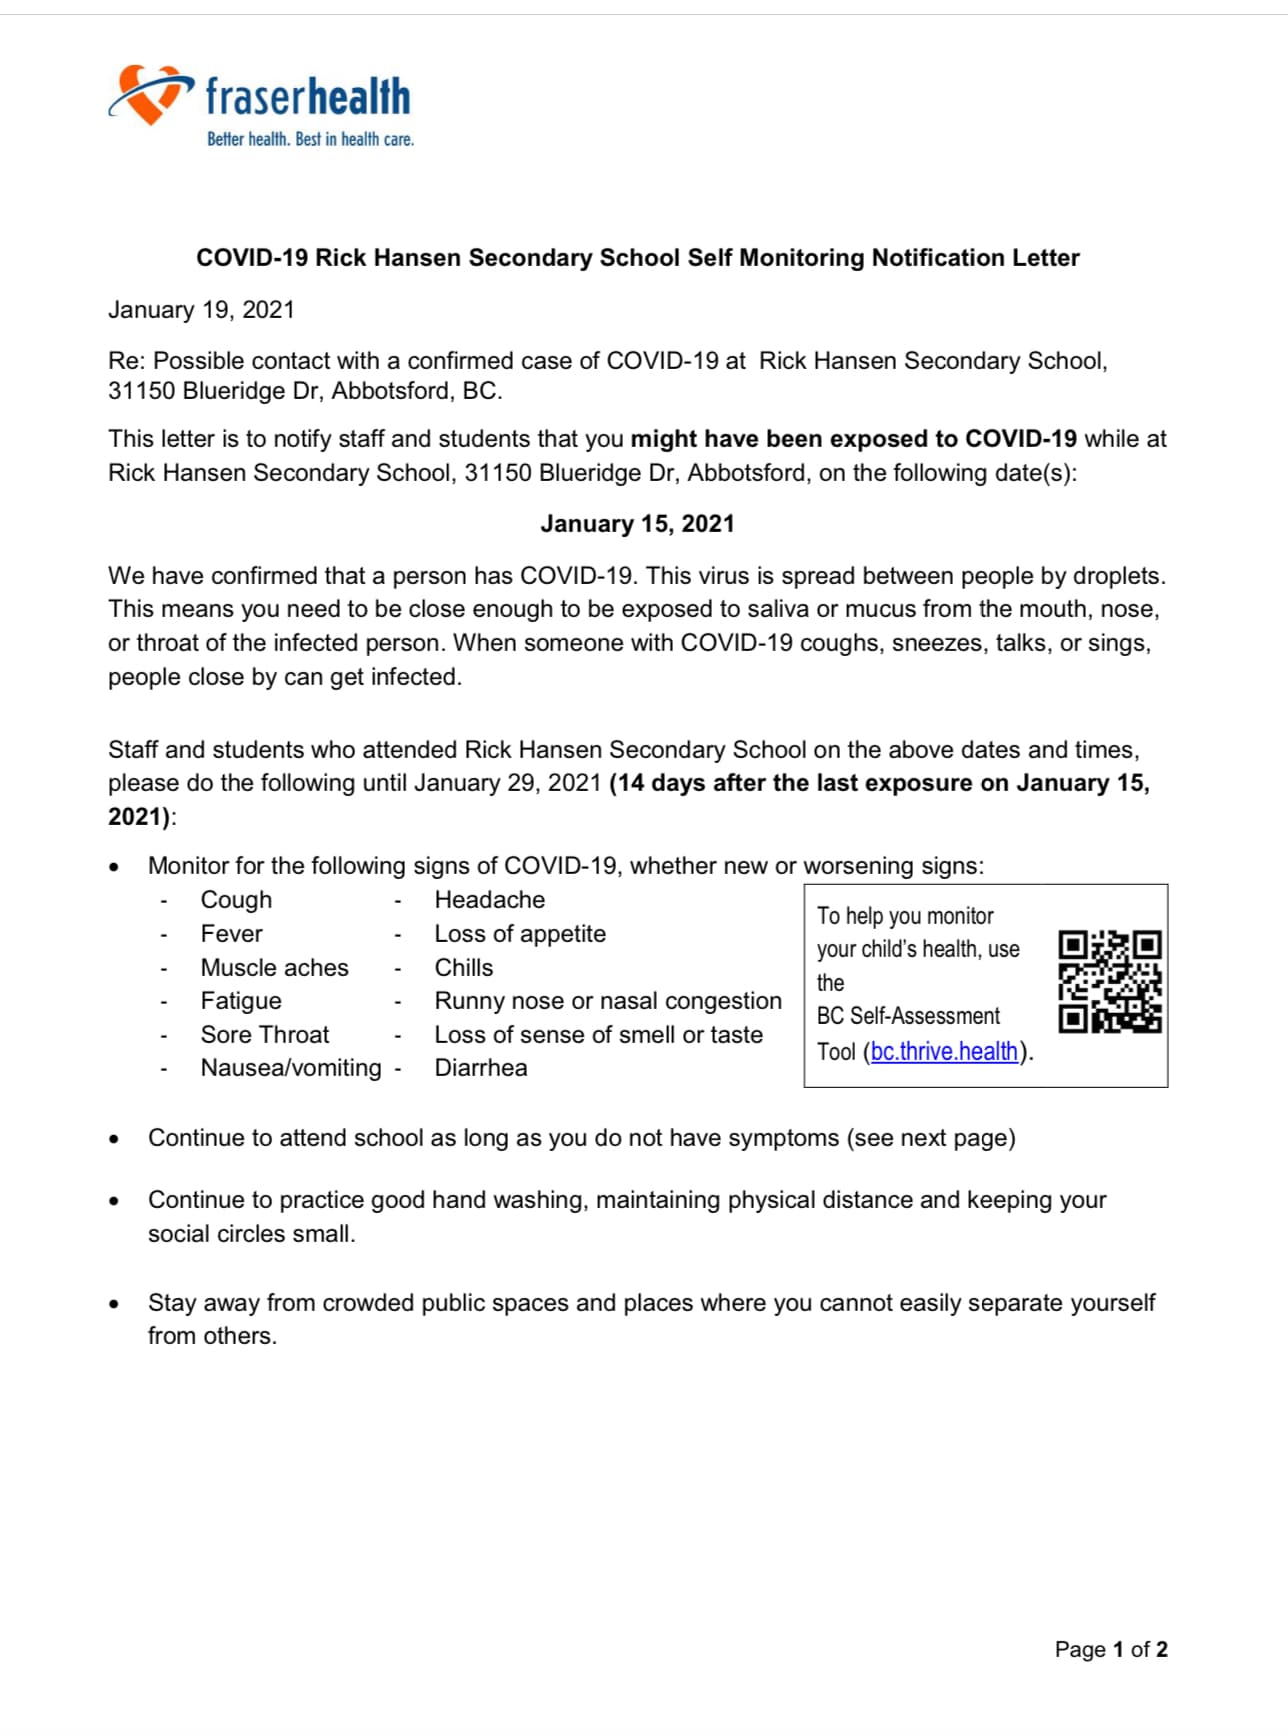 fraserhealth
Better health. Best in health care.
COVID-19 Rick Hansen Secondary School Self Monitoring Notification Letter
January 19, 2021
Re: Possible contact with a confirmed case of COVID-19 at  Rick Hansen Secondary School,
31150 Blueridge Dr, Abbotsford, BC.
This letter is to notify staff and students that you might have been exposed to COVID-19 while at
Rick Hansen Secondary School, 31150 Blueridge Dr, Abbotsford, on the following date(s):
January 15, 2021
We have confirmed that a person has COVID-19. This virus is spread between people by droplets.
This means you need to be close enough to be exposed to saliva or mucus from the mouth, nose,
or throat of the infected person. When someone with COVID-19 coughs, sneezes, talks, or sings,
people close by can get infected.
Staff and students who attended Rick Hansen Secondary School on the above dates and times,
please do the following until January 29, 2021 (14 days after the last exposure on January 15,
2021):
• Monitor for the following signs of COVID-19, whether new or worsening signs:
- Cough - Headache
- Fever - Loss of appetite
- Muscle aches - Chills
- Fatigue - Runny nose or nasal congestion
- Sore Throat - Loss of sense of smell or taste
- Nausea/vomiting - Diarrhea
To help you monitor
your child's health, use
the
BC Self-Assessment
Tool (bc.thrive.health).
• Continue to attend school as long as you do not have symptoms (see next page)
• Continue to practice good hand washing, maintaining physical distance and keeping your
social circles small.
• Stay away from crowded public spaces and places where you cannot easily separate yourself
from others.
Page 1 of 2